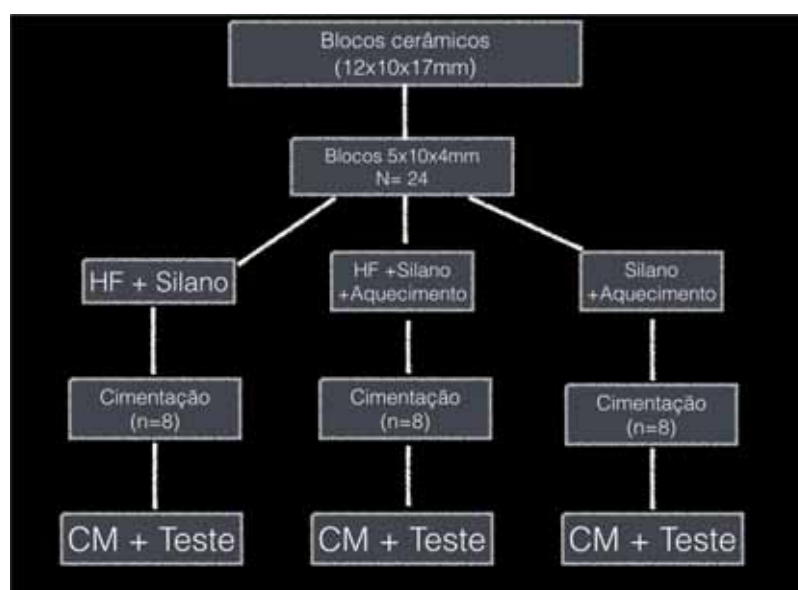 Blocos cerâmicos
(12x10x17mm)
Blocos 5x10x4mm
N= 24
HF + Silano
HF +Silano
+Aquecimento
Silano
+Aquecimento
Cimentação
(n=8)
Cimentação
(n=8)
Cimentação
(n=8)
CM + Teste
CM + Teste
CM + Teste